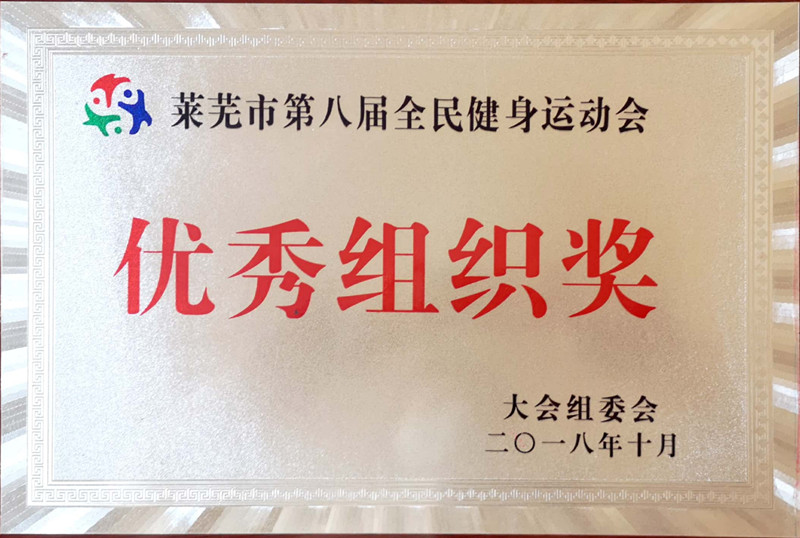 莱芜市第八届全民健身运动会
优秀组织奖
大会组委会
二〇一八年十月